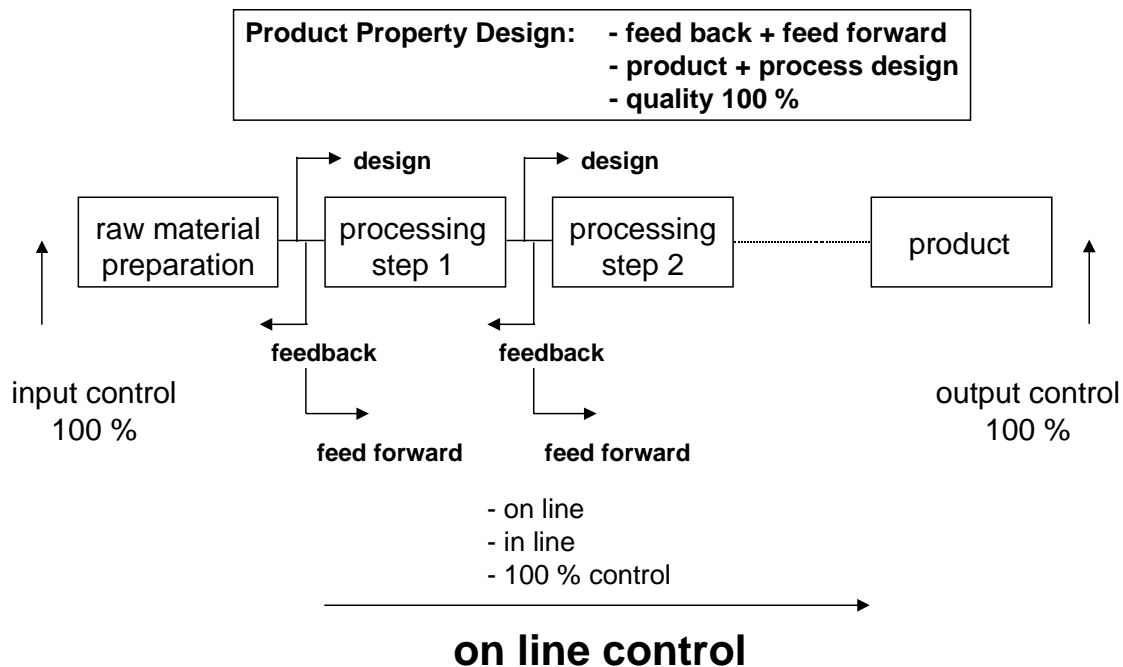 Product Property Design: - feed back + feed forward
- product + process design
- quality 100 %
design
design
raw material
preparation
processing
step 1
processing
step 2
product
feedback
feedback
input control
100 %
output control
100 %
feed forward
feed forward
- on line
- in line
- 100 % control
on line control